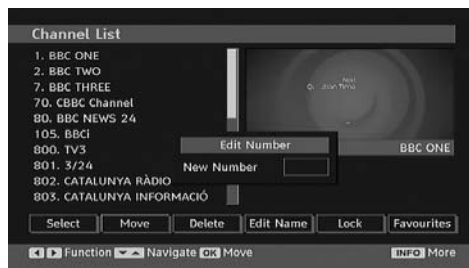 Channel List
1. BBC ONE
2. BBC TWO
7. BBC THREE
70. CBBC Channel
80. BBC NEWS 24
105. BBCi
800. TV3
801. 3/24
802. CATALUNYA RÀDIO
803. CATALUNYA INFORMACIÓ
Next
Time
BBC ONE
Edit Number
New Number
Select Move Delete Edit Name Lock Favourites
Function Navigate OK Move INFO More